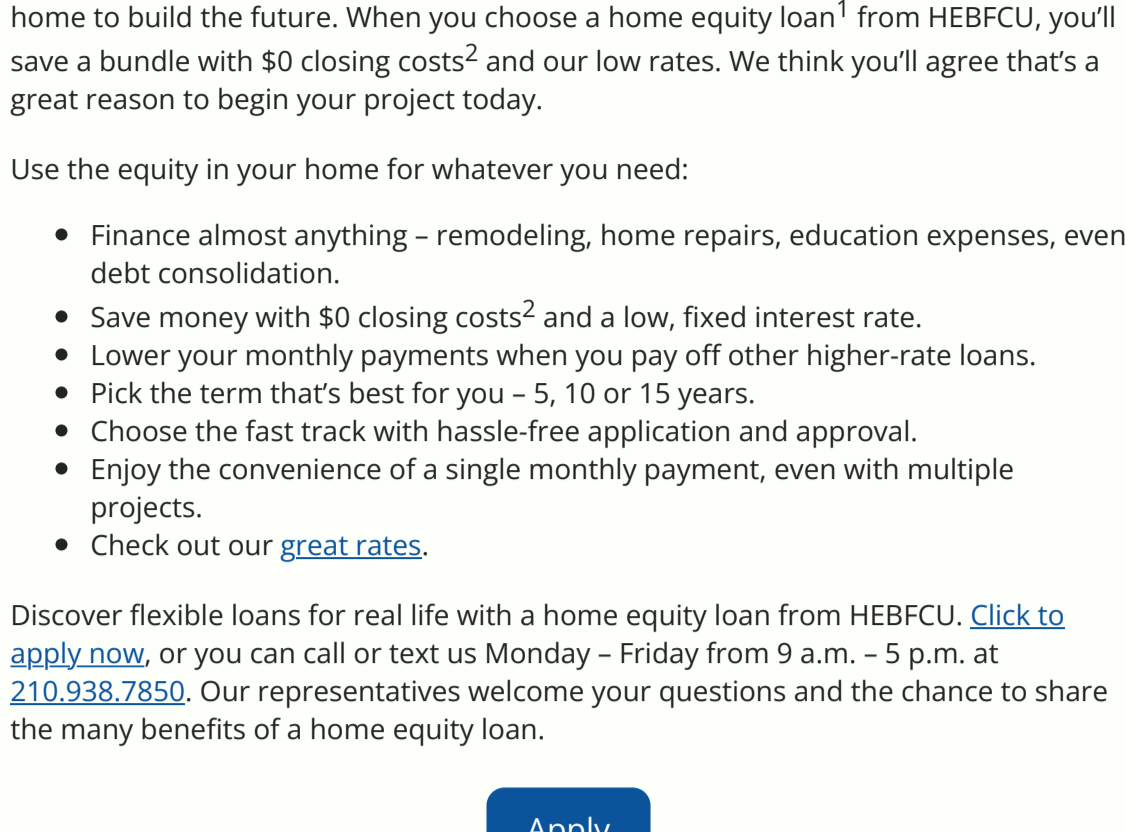 home to build the future. When you choose a home equity loan¹ from HEBFCU, you’ll
save a bundle with $0 closing costs² and our low rates. We think you’ll agree that’s a
great reason to begin your project today.
Use the equity in your home for whatever you need:
• Finance almost anything – remodeling, home repairs, education expenses, even
debt consolidation.
• Save money with $0 closing costs² and a low, fixed interest rate.
• Lower your monthly payments when you pay off other higher-rate loans.
• Pick the term that’s best for you – 5, 10 or 15 years.
• Choose the fast track with hassle-free application and approval.
• Enjoy the convenience of a single monthly payment, even with multiple
projects.
• Check out our great rates.
Discover flexible loans for real life with a home equity loan from HEBFCU. Click to
apply now, or you can call or text us Monday – Friday from 9 a.m. – 5 p.m. at
210.938.7850. Our representatives welcome your questions and the chance to share
the many benefits of a home equity loan.
Apply